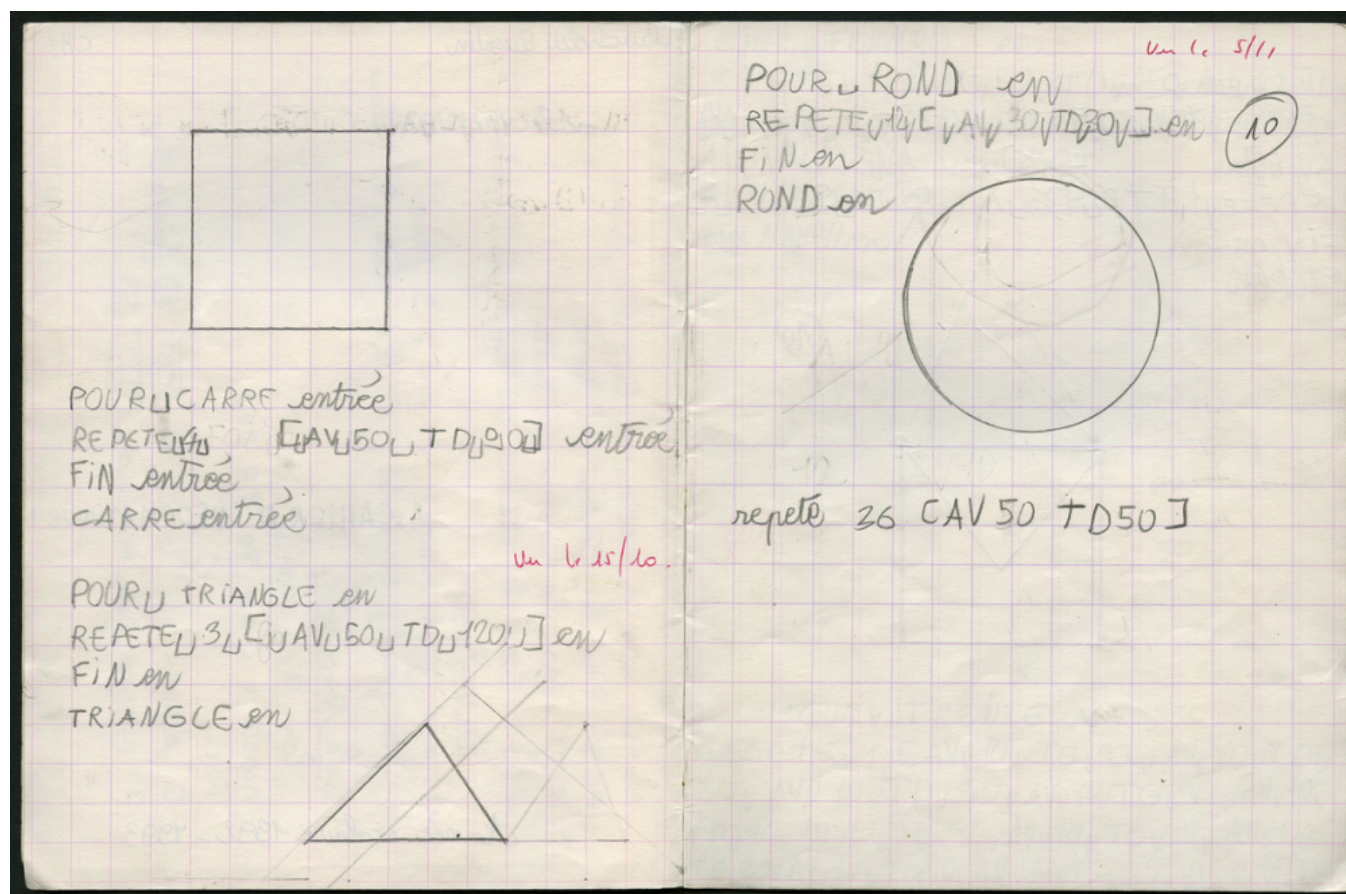 POUR␣CARRE entrée
REPETE␣4␣ [␣AV␣50␣TD␣90␣] entrée
FiN entrée
CARRE entrée
Vu le 15/10.
POUR␣TRiANGLE en
REPETE␣3␣[␣AV␣50␣TD␣120␣] en
FiN en
TRiANGLE en
Vu le 5/11
POUR␣ROND en
REPETE␣12␣[␣AV␣30␣TD␣30␣] en
10
FiN en
ROND en
repeté 36 [AV 50 TD50]